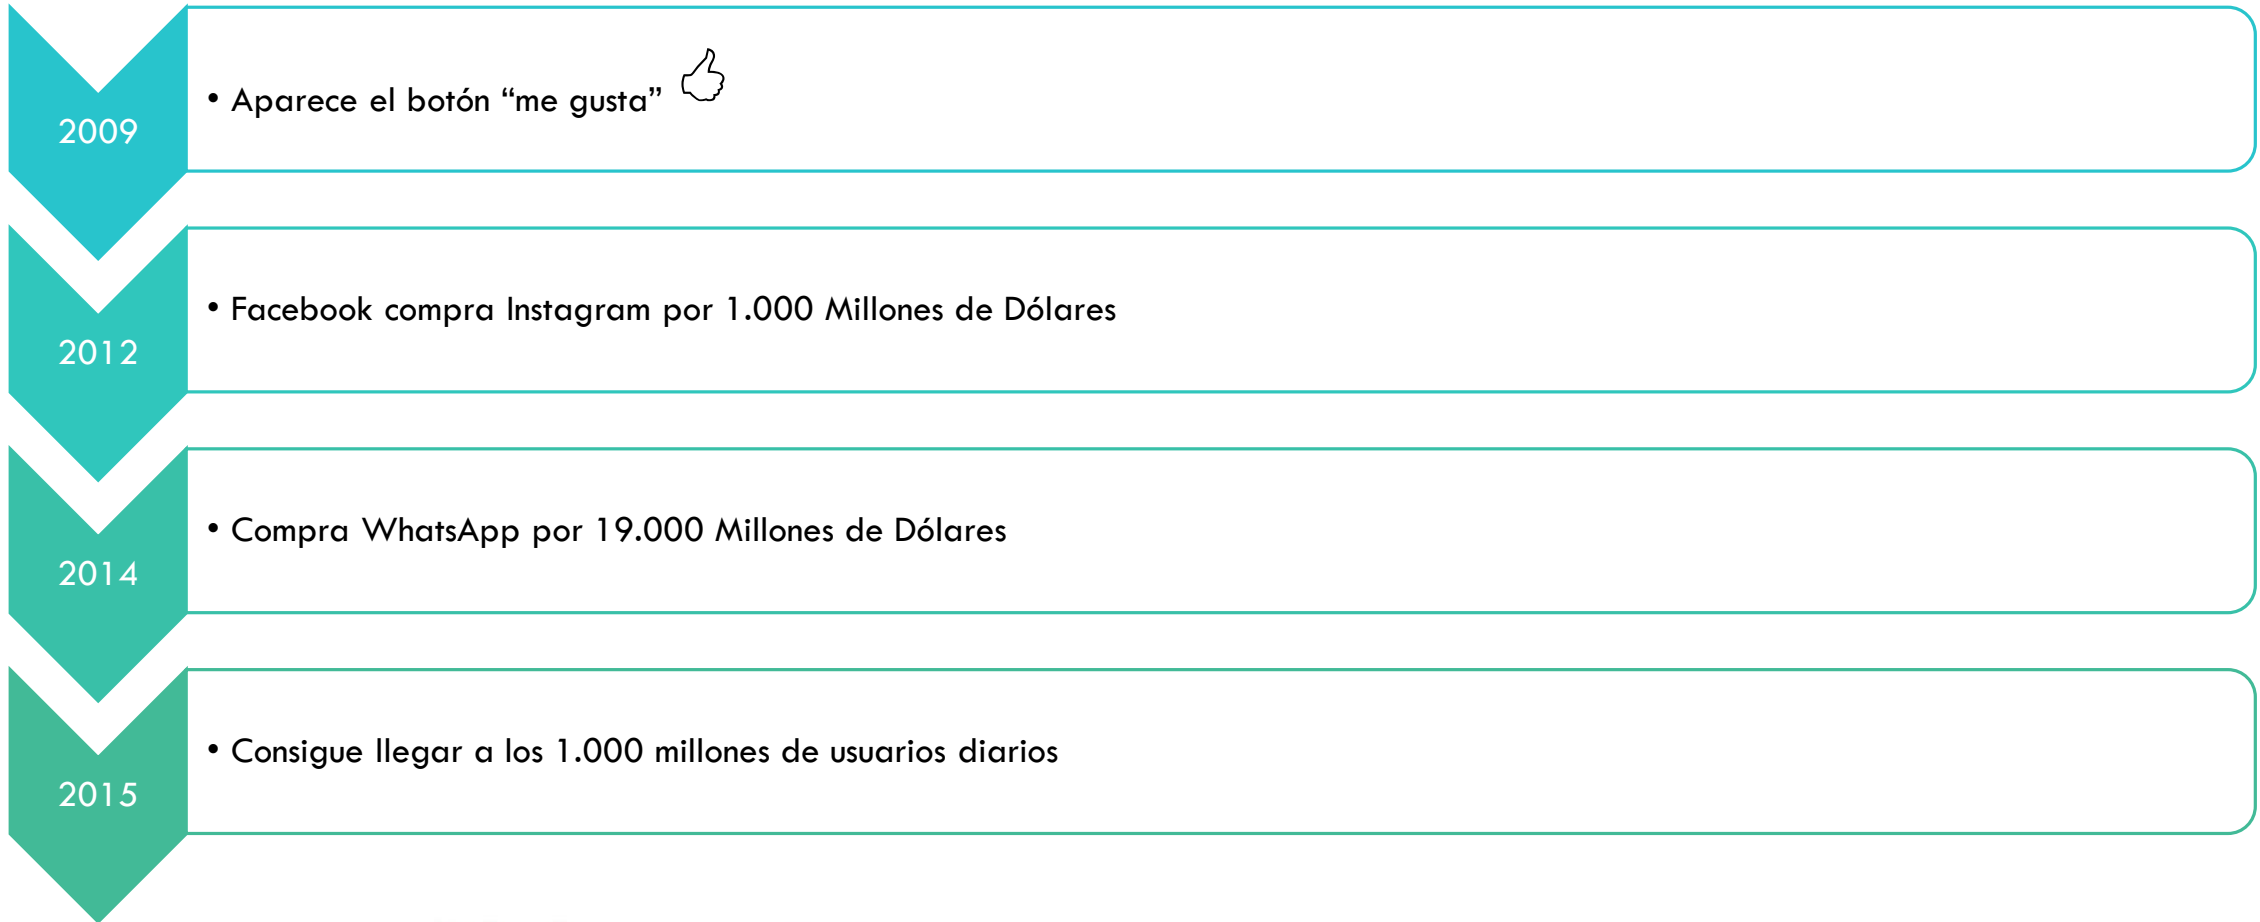 2009
• Aparece el botón “me gusta”
2012
• Facebook compra Instagram por 1.000 Millones de Dólares
2014
• Compra WhatsApp por 19.000 Millones de Dólares
2015
• Consigue llegar a los 1.000 millones de usuarios diarios